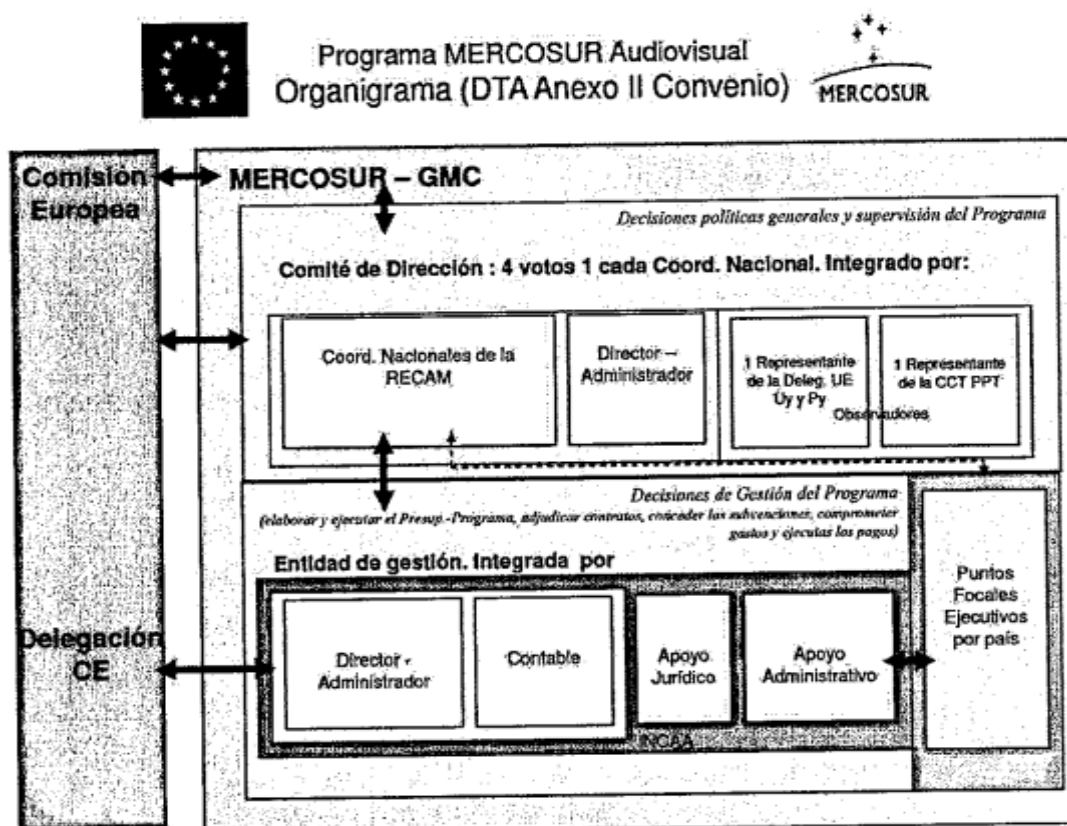 Programa MERCOSUR Audiovisual
Organigrama (DTA Anexo II Convenio)
MERCOSUR
Comisión
Europea
MERCOSUR – GMC
Decisiones políticas generales y supervisión del Programa
Comité de Dirección : 4 votos 1 cada Coord. Nacional. Integrado por:
Coord. Nacionales de la
RECAM
Director –
Administrador
1 Representante
de la Deleg. UE
Uy y Py
1 Representante
de la CCT PPT
Observadores
Decisiones de Gestión del Programa
(elaborar y ejecutar el Presup.-Programa, adjudicar contratos, conceder las subvenciones, comprometer
gastos y ejecutas los pagos)
Entidad de gestión. Integrada por
Puntos
Focales
Ejecutivos
por país
Delegación
CE
Director -
Administrador
Contable
Apoyo
Jurídico
Apoyo
Administrativo
INCAA